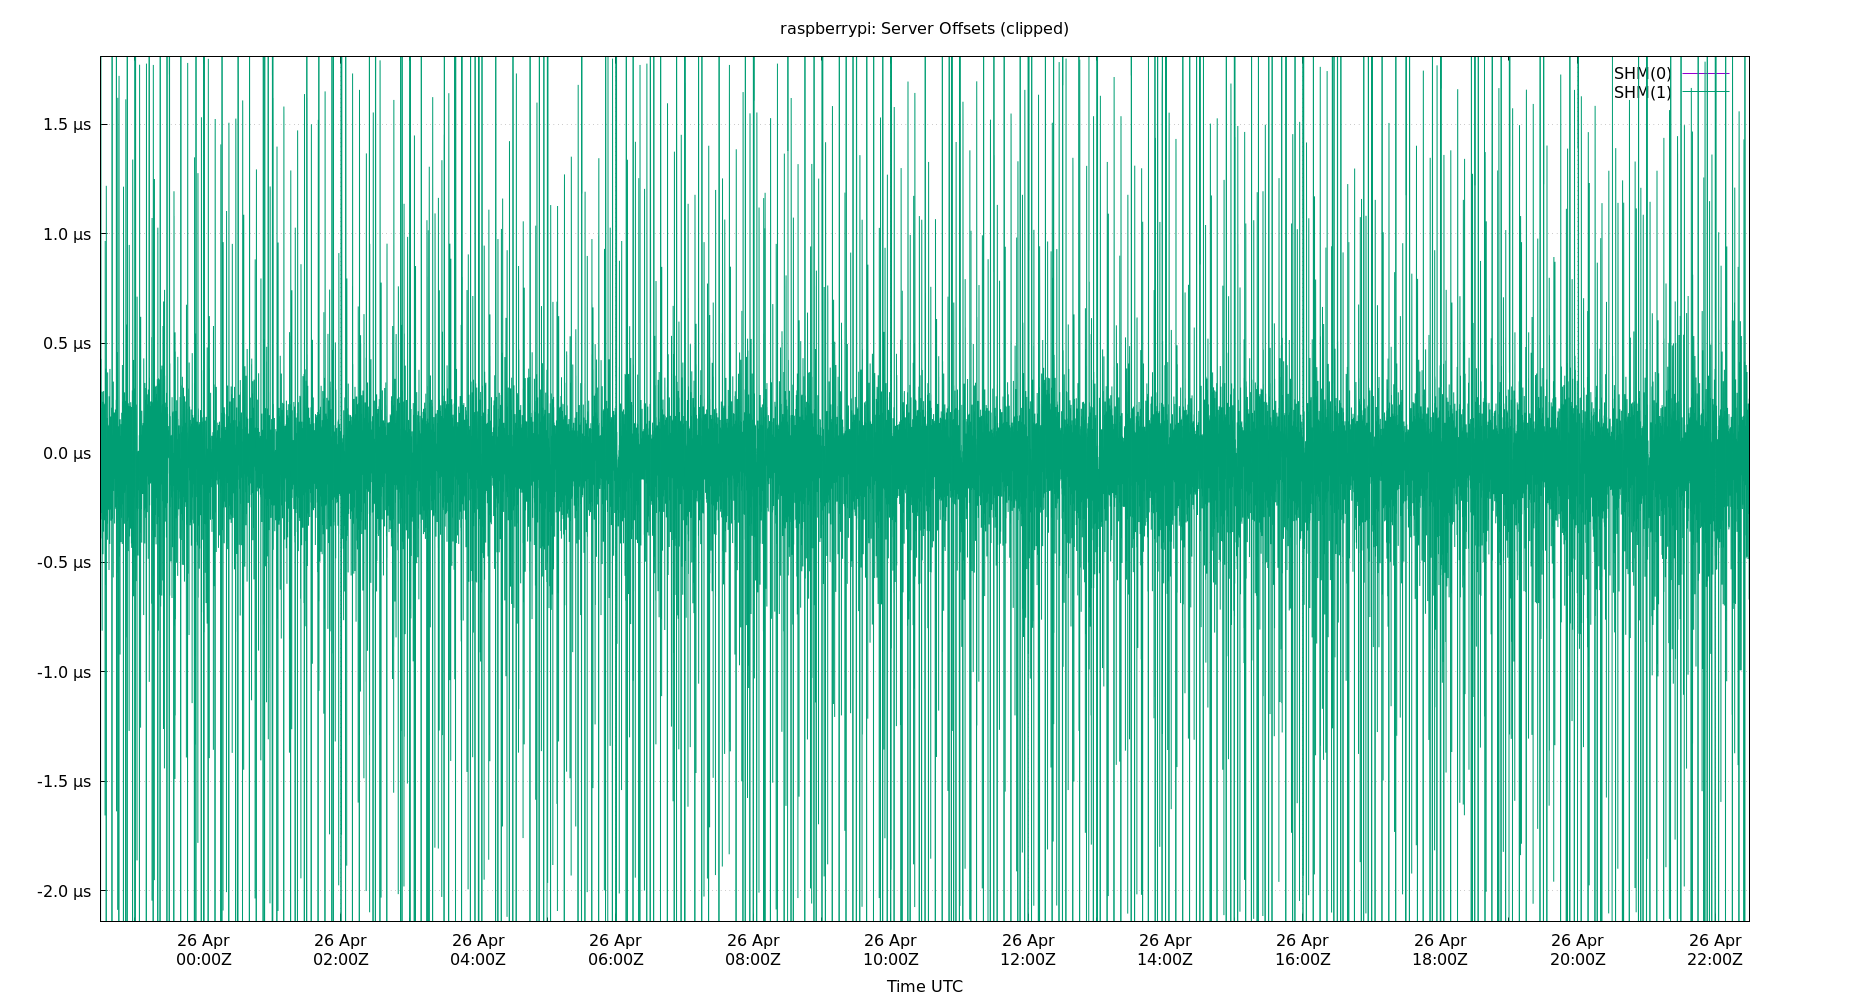 raspberrypi: Server Offsets (clipped)
SHM(0)
SHM(1)
1.5 µs
1.0 µs
0.5 µs
0.0 µs
-0.5 µs
-1.0 µs
-1.5 µs
-2.0 µs
26 Apr 26 Apr 26 Apr 26 Apr 26 Apr 26 Apr 26 Apr 26 Apr 26 Apr 26 Apr 26 Apr 26 Apr
00:00Z 02:00Z 04:00Z 06:00Z 08:00Z 10:00Z 12:00Z 14:00Z 16:00Z 18:00Z 20:00Z 22:00Z
Time UTC